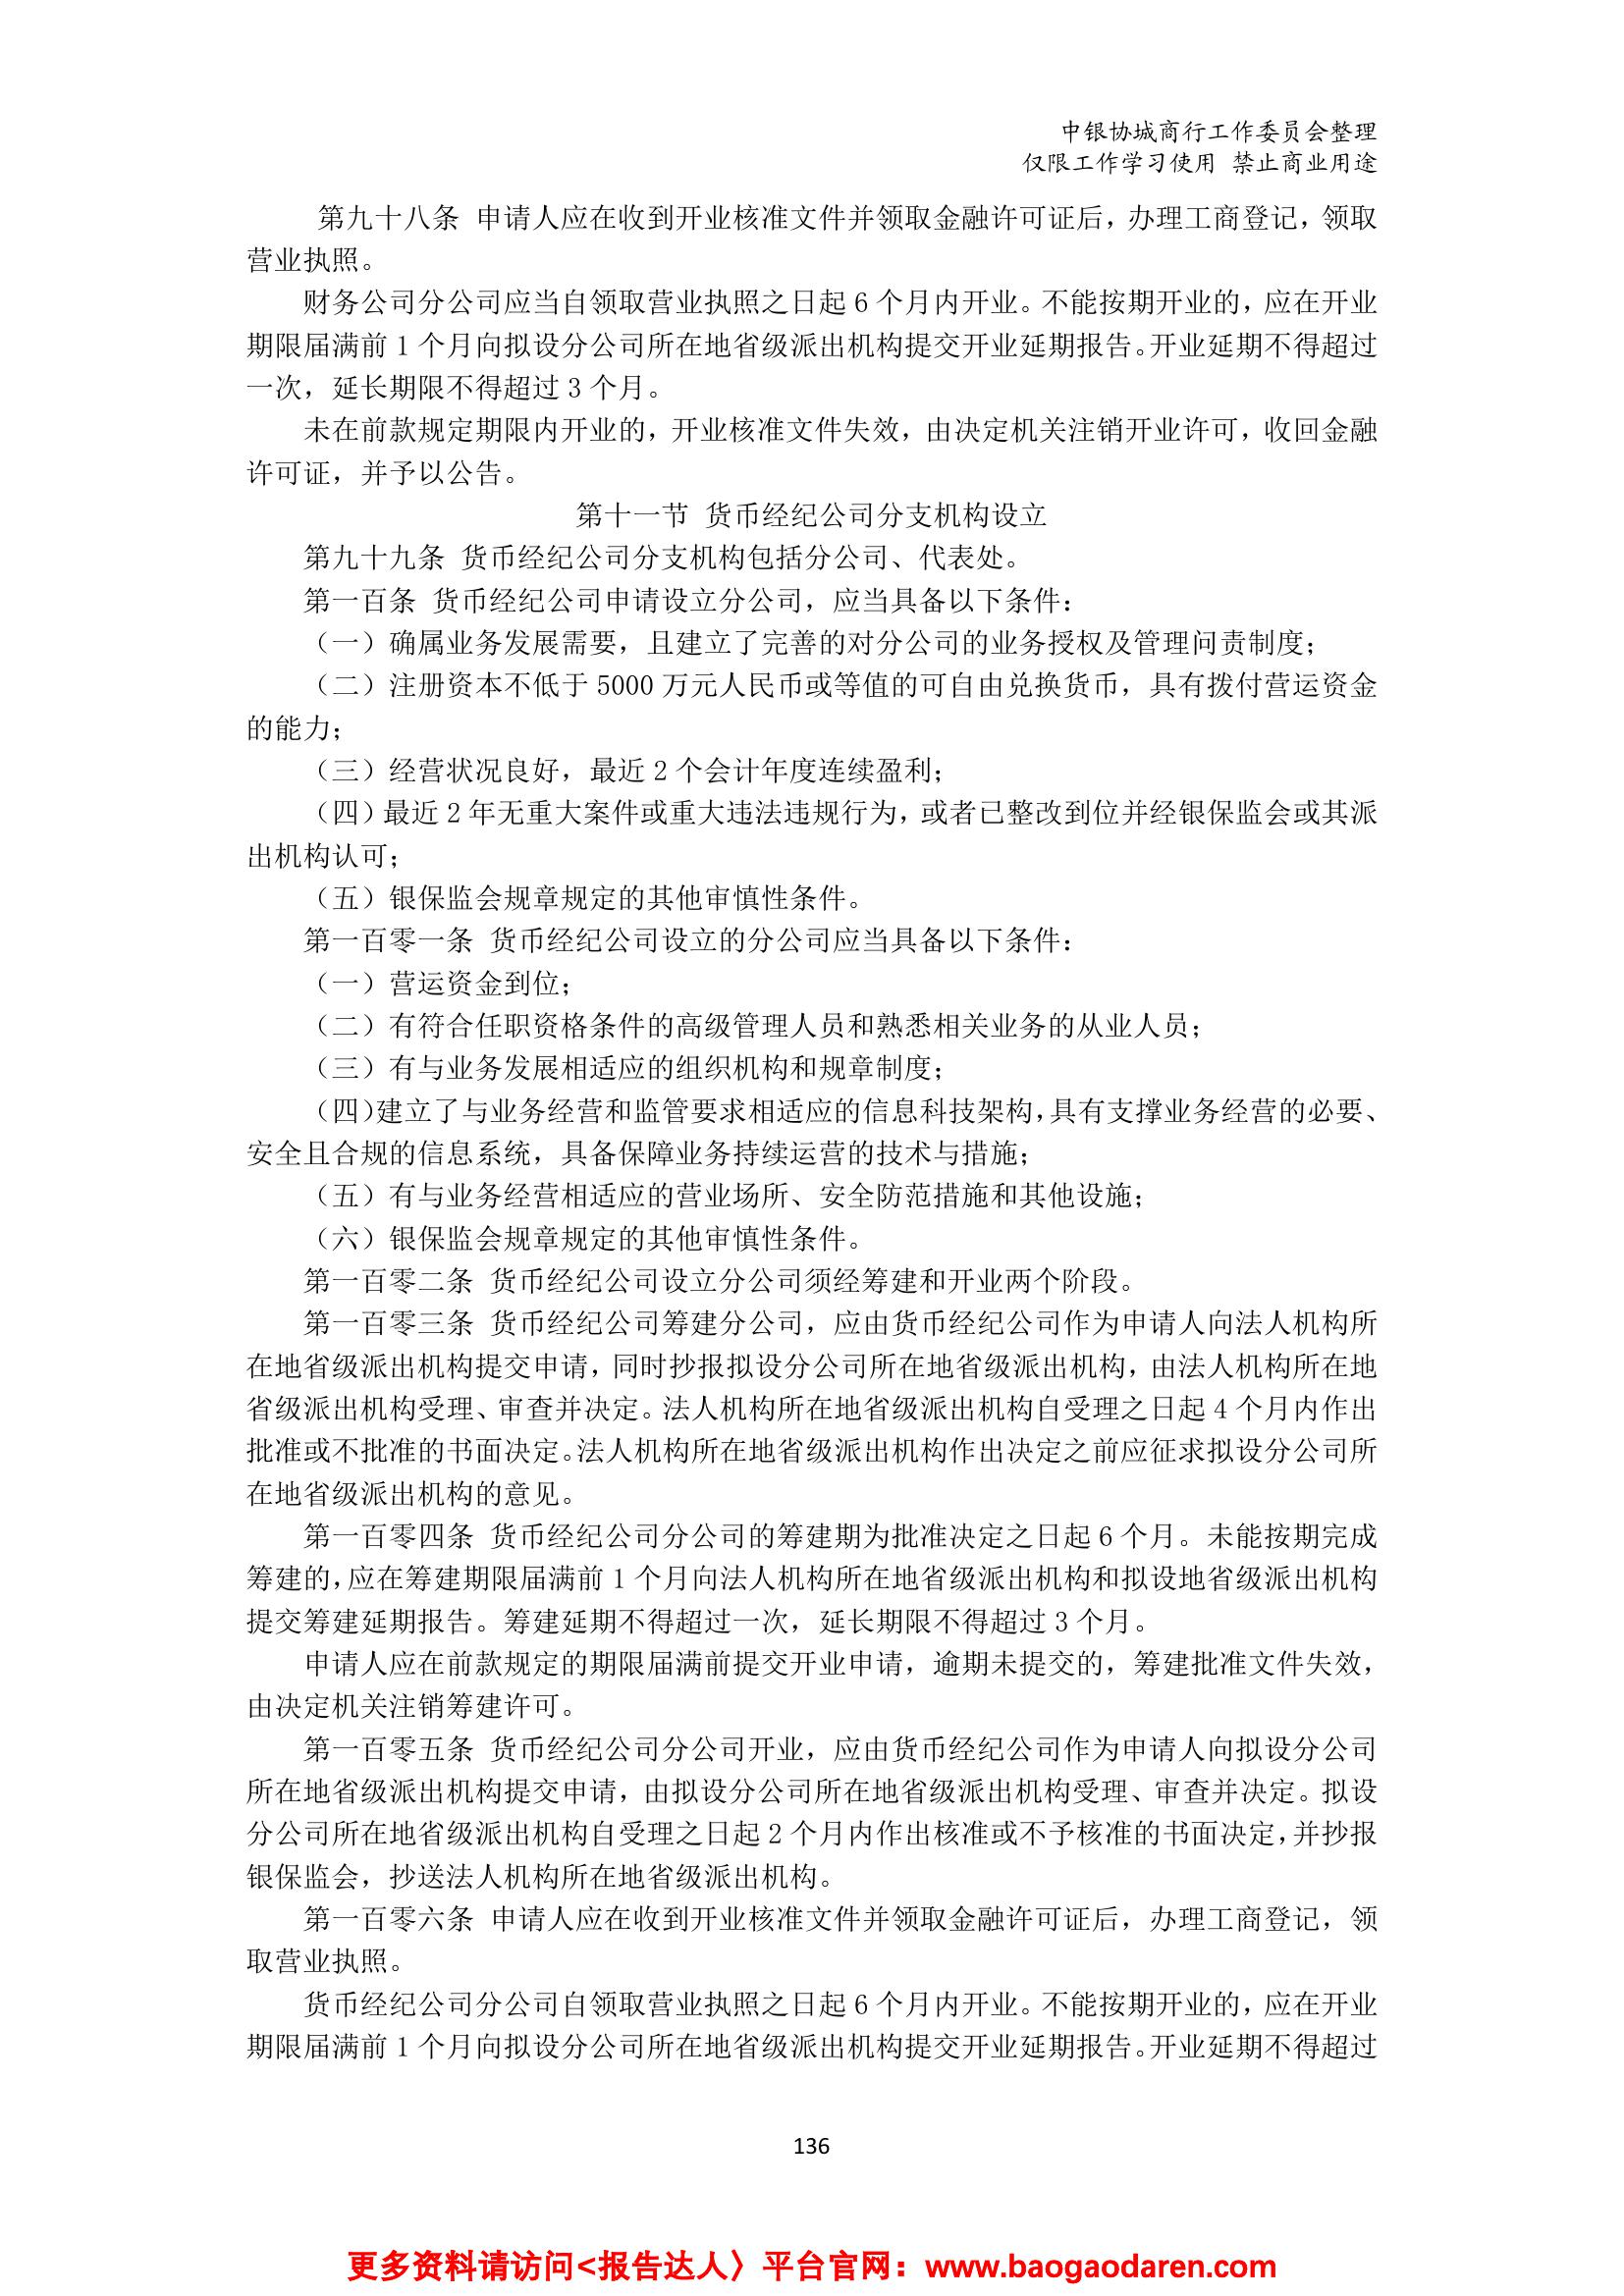 中银协城商行工作委员会整理
仅限工作学习使用 禁止商业用途
第九十八条 申请人应在收到开业核准文件并领取金融许可证后，办理工商登记，领取
营业执照。
财务公司分公司应当自领取营业执照之日起 6 个月内开业。不能按期开业的，应在开业
期限届满前 1 个月向拟设分公司所在地省级派出机构提交开业延期报告。开业延期不得超过
一次，延长期限不得超过 3 个月。
未在前款规定期限内开业的，开业核准文件失效，由决定机关注销开业许可，收回金融
许可证，并予以公告。
第十一节 货币经纪公司分支机构设立
第九十九条 货币经纪公司分支机构包括分公司、代表处。
第一百条 货币经纪公司申请设立分公司，应当具备以下条件：
（一）确属业务发展需要，且建立了完善的对分公司的业务授权及管理问责制度；
（二）注册资本不低于 5000 万元人民币或等值的可自由兑换货币，具有拨付营运资金
的能力；
（三）经营状况良好，最近 2 个会计年度连续盈利；
（四）最近 2 年无重大案件或重大违法违规行为，或者已整改到位并经银保监会或其派
出机构认可；
（五）银保监会规章规定的其他审慎性条件。
第一百零一条 货币经纪公司设立的分公司应当具备以下条件：
（一）营运资金到位；
（二）有符合任职资格条件的高级管理人员和熟悉相关业务的从业人员；
（三）有与业务发展相适应的组织机构和规章制度；
（四）建立了与业务经营和监管要求相适应的信息科技架构，具有支撑业务经营的必要、
安全且合规的信息系统，具备保障业务持续运营的技术与措施；
（五）有与业务经营相适应的营业场所、安全防范措施和其他设施；
（六）银保监会规章规定的其他审慎性条件。
第一百零二条 货币经纪公司设立分公司须经筹建和开业两个阶段。
第一百零三条 货币经纪公司筹建分公司，应由货币经纪公司作为申请人向法人机构所
在地省级派出机构提交申请，同时抄报拟设分公司所在地省级派出机构，由法人机构所在地
省级派出机构受理、审查并决定。法人机构所在地省级派出机构自受理之日起 4 个月内作出
批准或不批准的书面决定。法人机构所在地省级派出机构作出决定之前应征求拟设分公司所
在地省级派出机构的意见。
第一百零四条 货币经纪公司分公司的筹建期为批准决定之日起 6 个月。未能按期完成
筹建的，应在筹建期限届满前 1 个月向法人机构所在地省级派出机构和拟设地省级派出机构
提交筹建延期报告。筹建延期不得超过一次，延长期限不得超过 3 个月。
申请人应在前款规定的期限届满前提交开业申请，逾期未提交的，筹建批准文件失效，
由决定机关注销筹建许可。
第一百零五条 货币经纪公司分公司开业，应由货币经纪公司作为申请人向拟设分公司
所在地省级派出机构提交申请，由拟设分公司所在地省级派出机构受理、审查并决定。拟设
分公司所在地省级派出机构自受理之日起 2 个月内作出核准或不予核准的书面决定，并抄报
银保监会，抄送法人机构所在地省级派出机构。
第一百零六条 申请人应在收到开业核准文件并领取金融许可证后，办理工商登记，领
取营业执照。
货币经纪公司分公司自领取营业执照之日起 6 个月内开业。不能按期开业的，应在开业
期限届满前 1 个月向拟设分公司所在地省级派出机构提交开业延期报告。开业延期不得超过
136
更多资料请访问<报告达人〉平台官网：www.baogaodaren.com